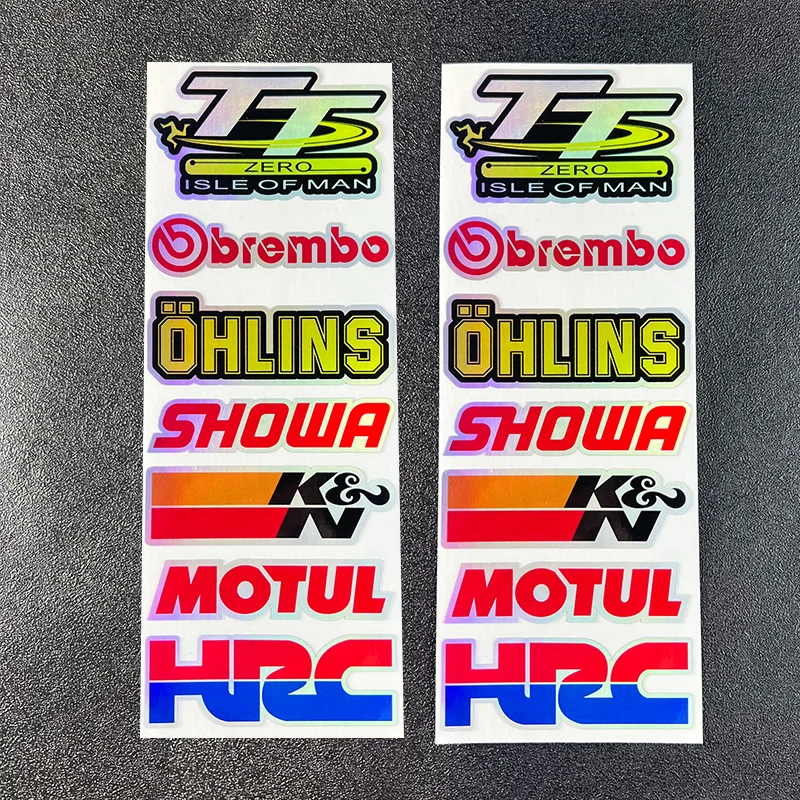 TT
ZERO
ISLE OF MAN
brembo
ÖHLINS
SHOWA
K&N
MOTUL
HRC
TT
ZERO
ISLE OF MAN
brembo
ÖHLINS
SHOWA
K&N
MOTUL
HRC